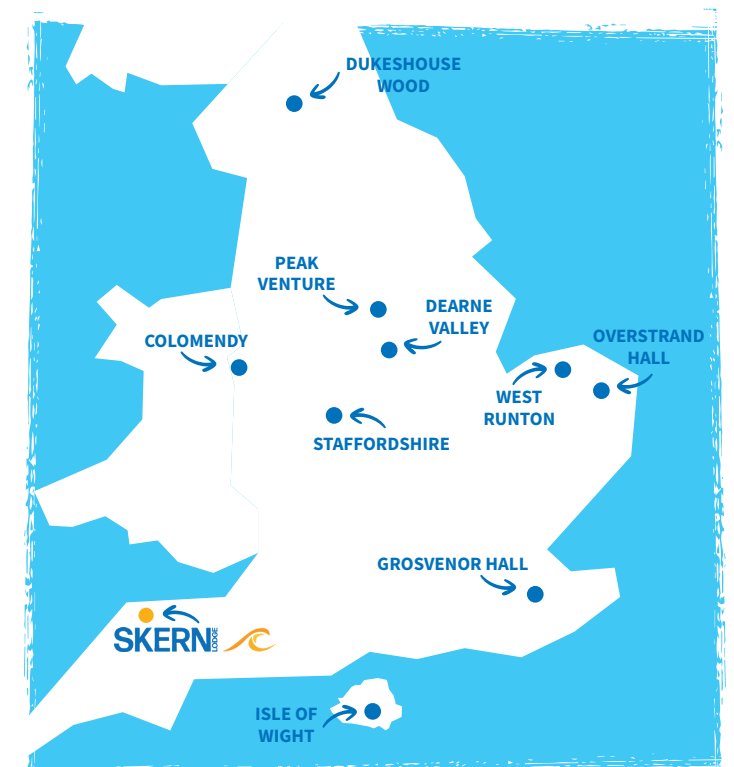 DUKESHOUSE
WOOD
PEAK
VENTURE
DEARNE
VALLEY
OVERSTRAND
HALL
COLOMENDY
WEST
RUNTON
STAFFORDSHIRE
GROSVENOR HALL
SKERN LODGE
ISLE OF
WIGHT